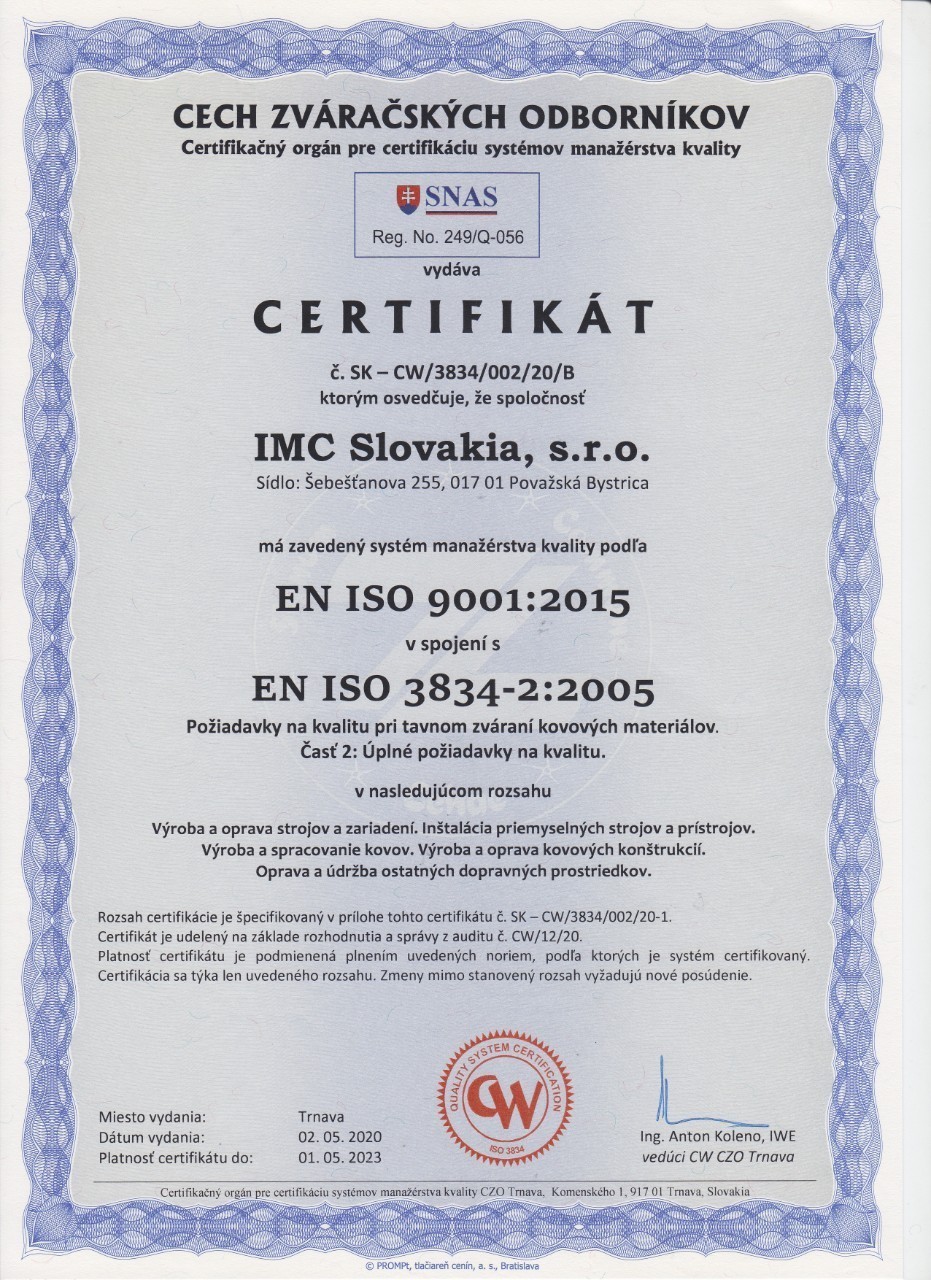 CECH ZVÁRAČSKÝCH ODBORNÍKOV
Certifikačný orgán pre certifikáciu systémov manažérstva kvality
SNAS
Reg. No. 249/Q-056
vydáva
CERTIFIKÁT
č. SK – CW/3834/002/20/B
ktorým osvedčuje, že spoločnosť
IMC Slovakia, s.r.o.
Sídlo: Šebešťanova 255, 017 01 Považská Bystrica
má zavedený systém manažérstva kvality podľa
EN ISO 9001:2015
v spojení s
EN ISO 3834-2:2005
Požiadavky na kvalitu pri tavnom zváraní kovových materiálov.
Časť 2: Úplné požiadavky na kvalitu.
v nasledujúcom rozsahu
Výroba a oprava strojov a zariadení. Inštalácia priemyselných strojov a prístrojov.
Výroba a spracovanie kovov. Výroba a oprava kovových konštrukcií.
Oprava a údržba ostatných dopravných prostriedkov.
Rozsah certifikácie je špecifikovaný v prílohe tohto certifikátu č. SK – CW/3834/002/20-1.
Certifikát je udelený na základe rozhodnutia a správy z auditu č. CW/12/20.
Platnosť certifikátu je podmienená plnením uvedených noriem, podľa ktorých je systém certifikovaný.
Certifikácia sa týka len uvedeného rozsahu. Zmeny mimo stanovený rozsah vyžadujú nové posúdenie.
QUALITY SYSTEM CERTIFICATION
CW
ISO 3834
Miesto vydania: Trnava
Dátum vydania: 02. 05. 2020
Platnosť certifikátu do: 01. 05. 2023
Ing. Anton Koleno, IWE
vedúci CW CZO Trnava
Certifikačný orgán pre certifikáciu systémov manažérstva kvality CZO Trnava, Komenského 1, 917 01 Trnava, Slovakia
© PROMPt, tlačiareň cenín, a. s., Bratislava